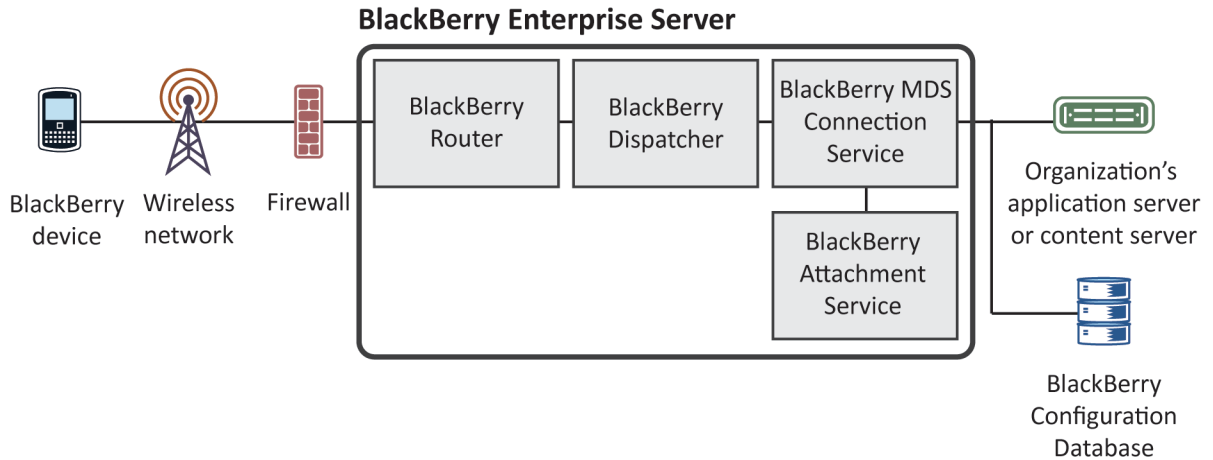 BlackBerry Enterprise Server
BlackBerry
Router
BlackBerry
Dispatcher
BlackBerry MDS
Connection
Service
BlackBerry
device
Wireless
network
Firewall
Organization’s
application server
or content server
BlackBerry
Attachment
Service
BlackBerry
Configuration
Database